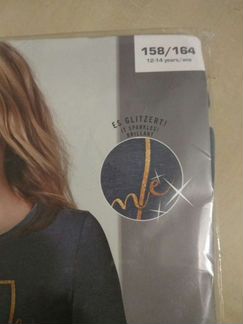 158/164
12-14 years/ans
ES GLITZERT!
IT SPARKLES!
BRILLANT